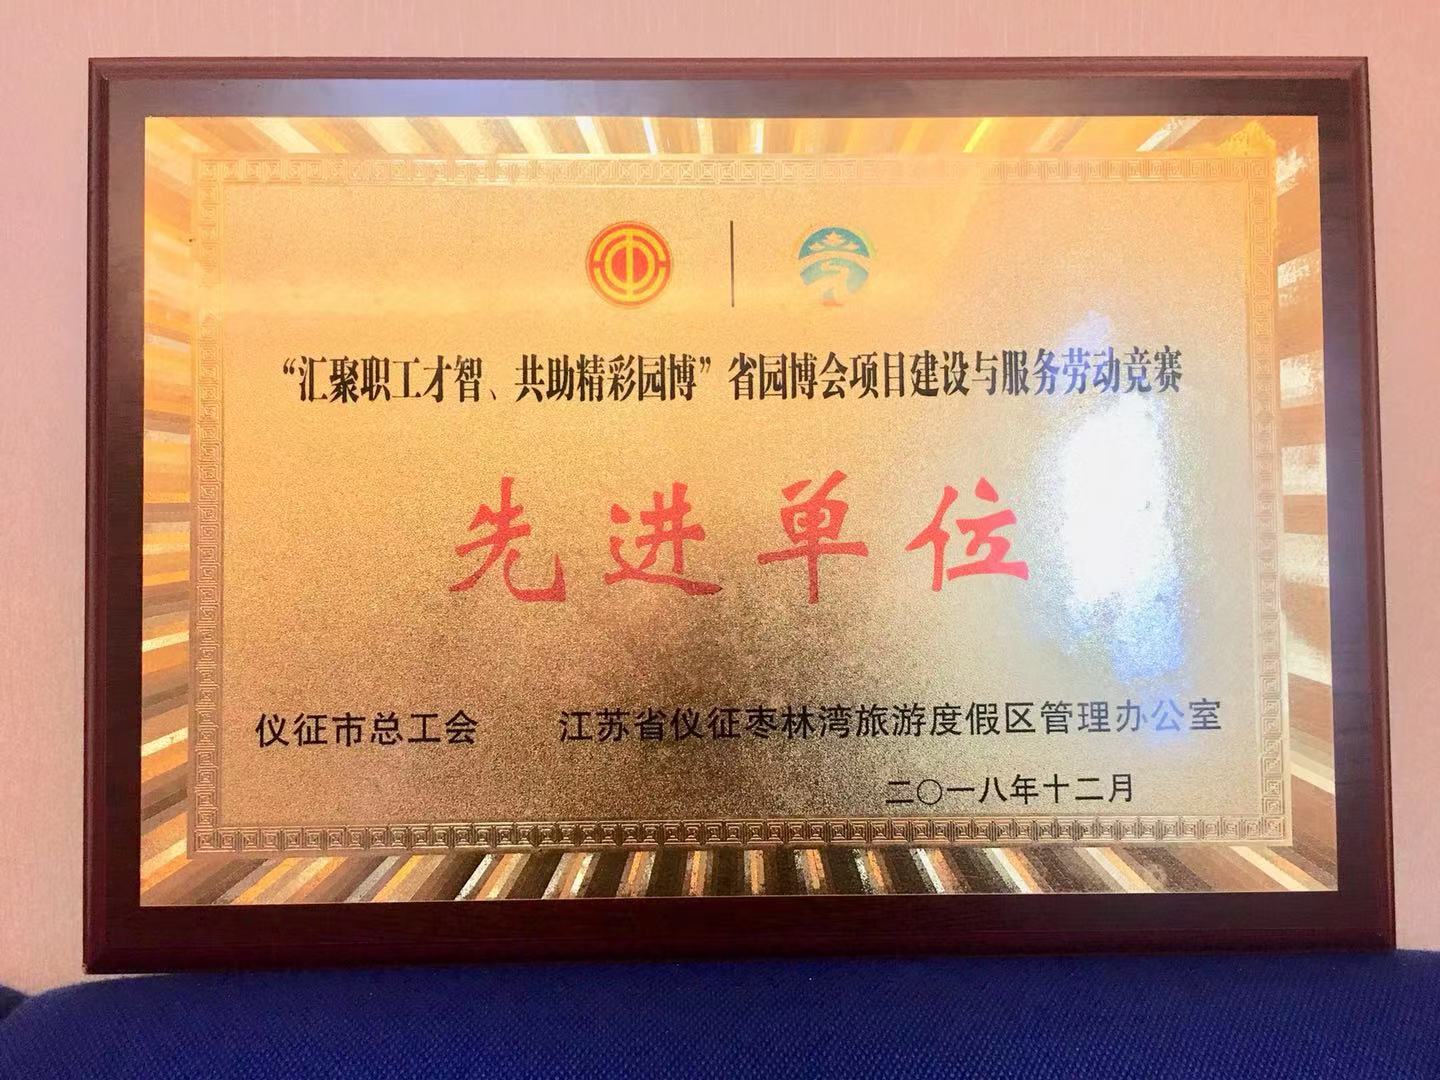 “汇聚职工才智、共助精彩园博”省园博会项目建设与服务劳动竞赛
先进单位
仪征市总工会 江苏省仪征枣林湾旅游度假区管理办公室
二〇一八年十二月